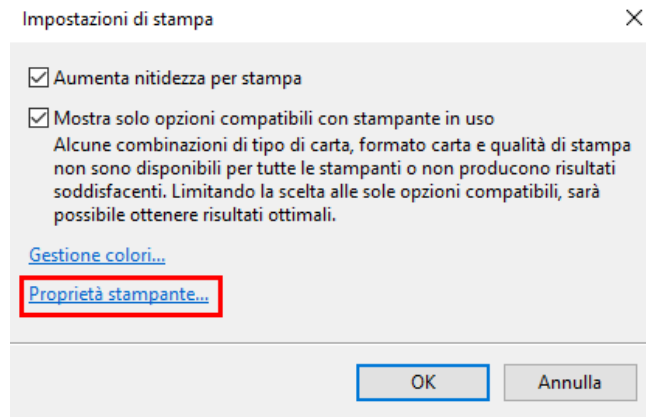 Impostazioni di stampa
Aumenta nitidezza per stampa
Mostra solo opzioni compatibili con stampante in uso
Alcune combinazioni di tipo di carta, formato carta e qualità di stampa
non sono disponibili per tutte le stampanti o non producono risultati
soddisfacenti. Limitando la scelta alle sole opzioni compatibili, sarà
possibile ottenere risultati ottimali.
Gestione colori...
Proprietà stampante...
OK Annulla